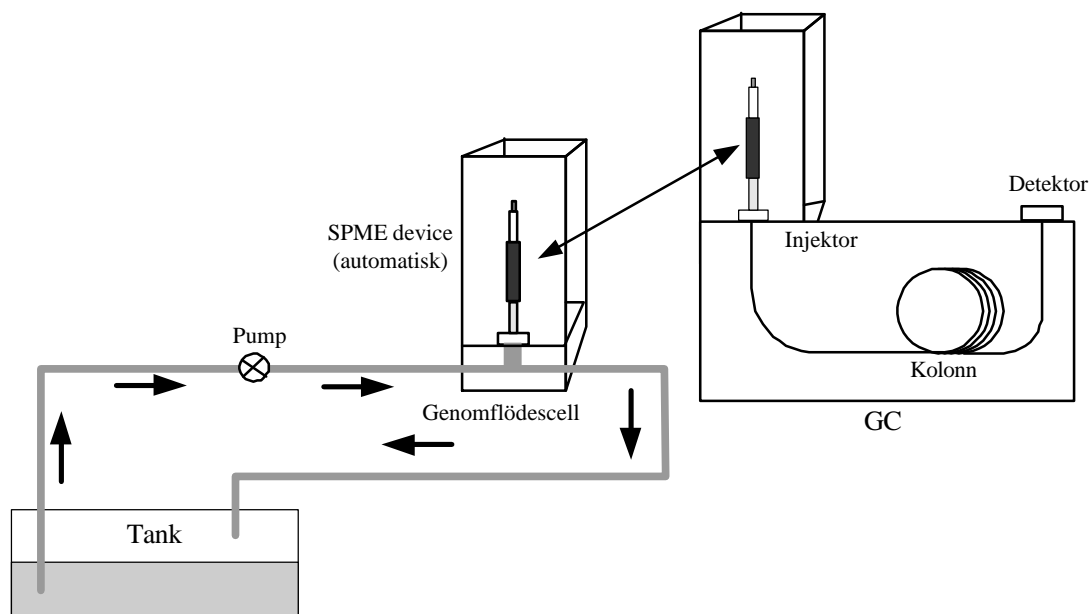 Detektor
SPME device
(automatisk)
Injektor
Pump
Kolonn
Genomflödescell
GC
Tank